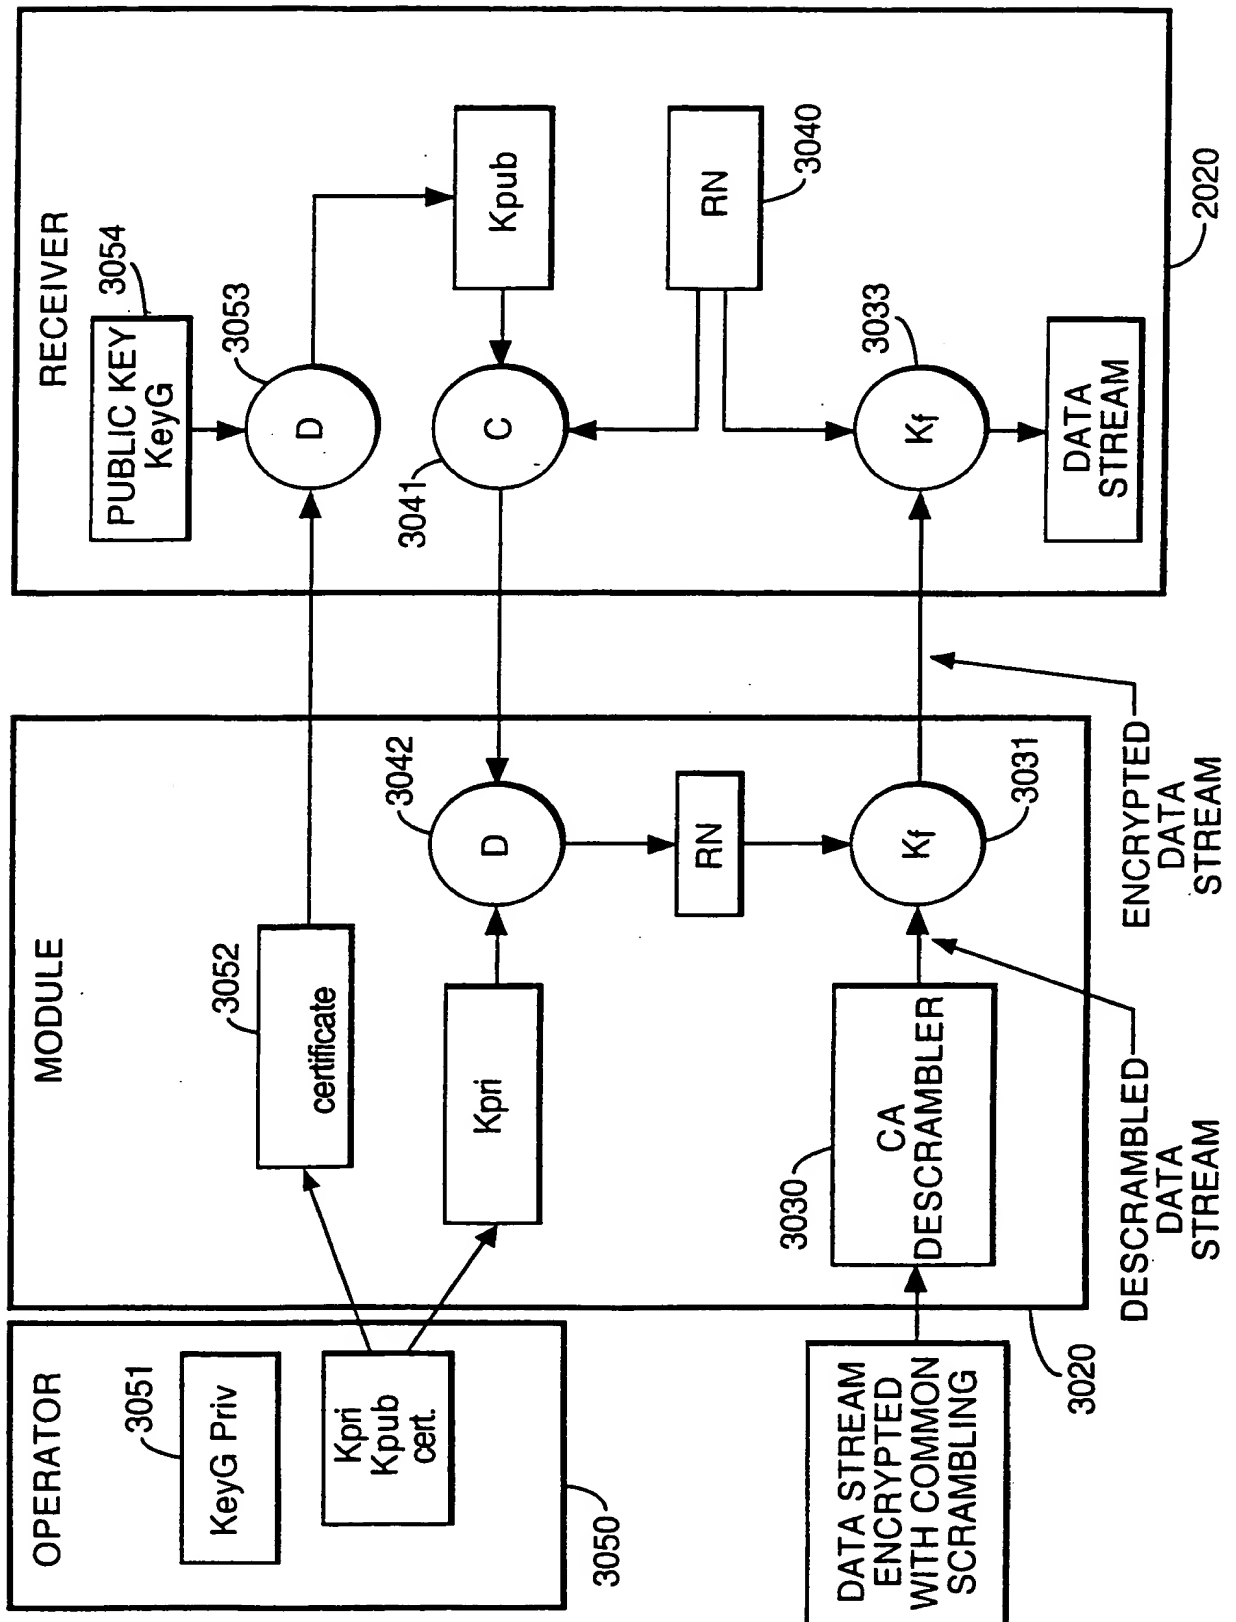 OPERATOR
KeyG Priv
3051
Kpri
Kpub
cert.
3050
DATA STREAM
ENCRYPTED
WITH COMMON
SCRAMBLING
MODULE
certificate
3052
Kpri
D
3042
RN
CA
DESCRAMBLER
3030
Kf
3031
3020
DESCRAMBLED
DATA
STREAM
ENCRYPTED
DATA
STREAM
RECEIVER
PUBLIC KEY
KeyG
3054
D
3053
Kpub
C
3041
RN
3040
Kf
3033
DATA
STREAM
2020